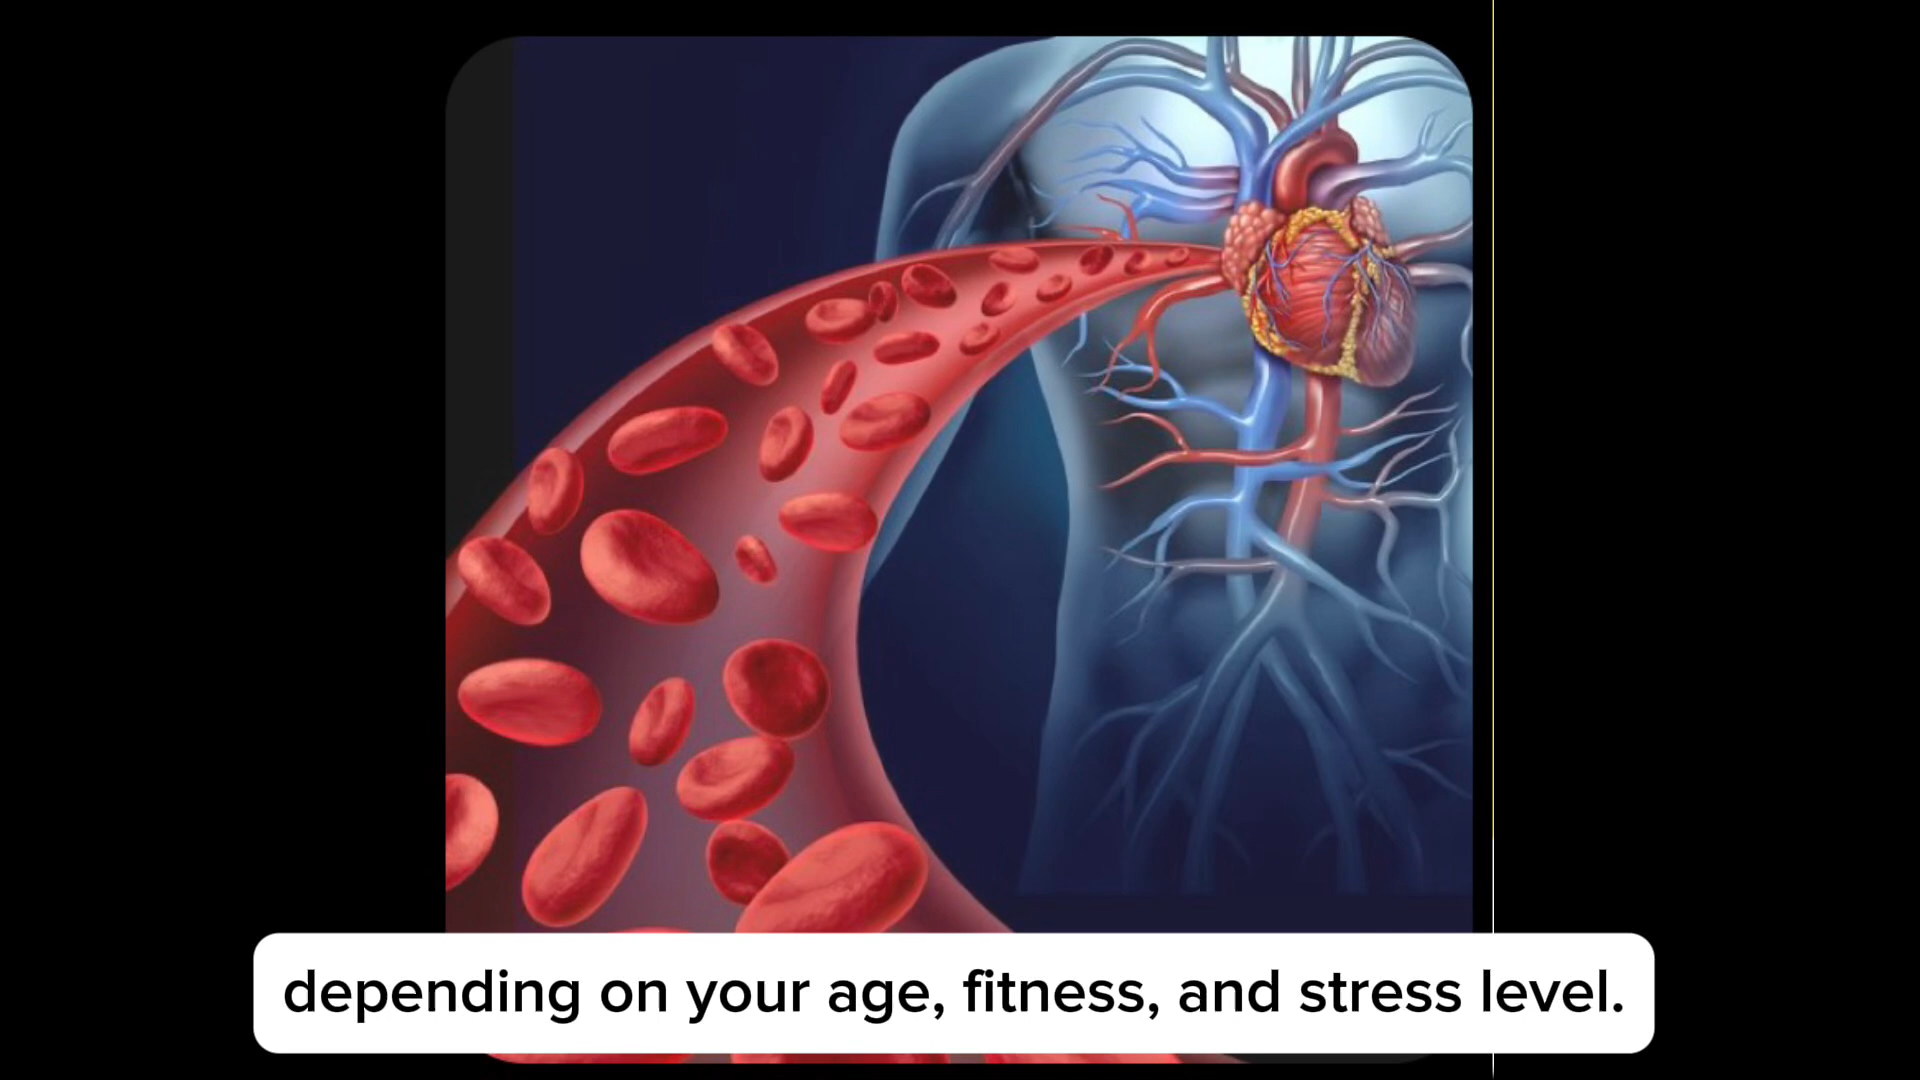 depending on your age, fitness, and stress level.